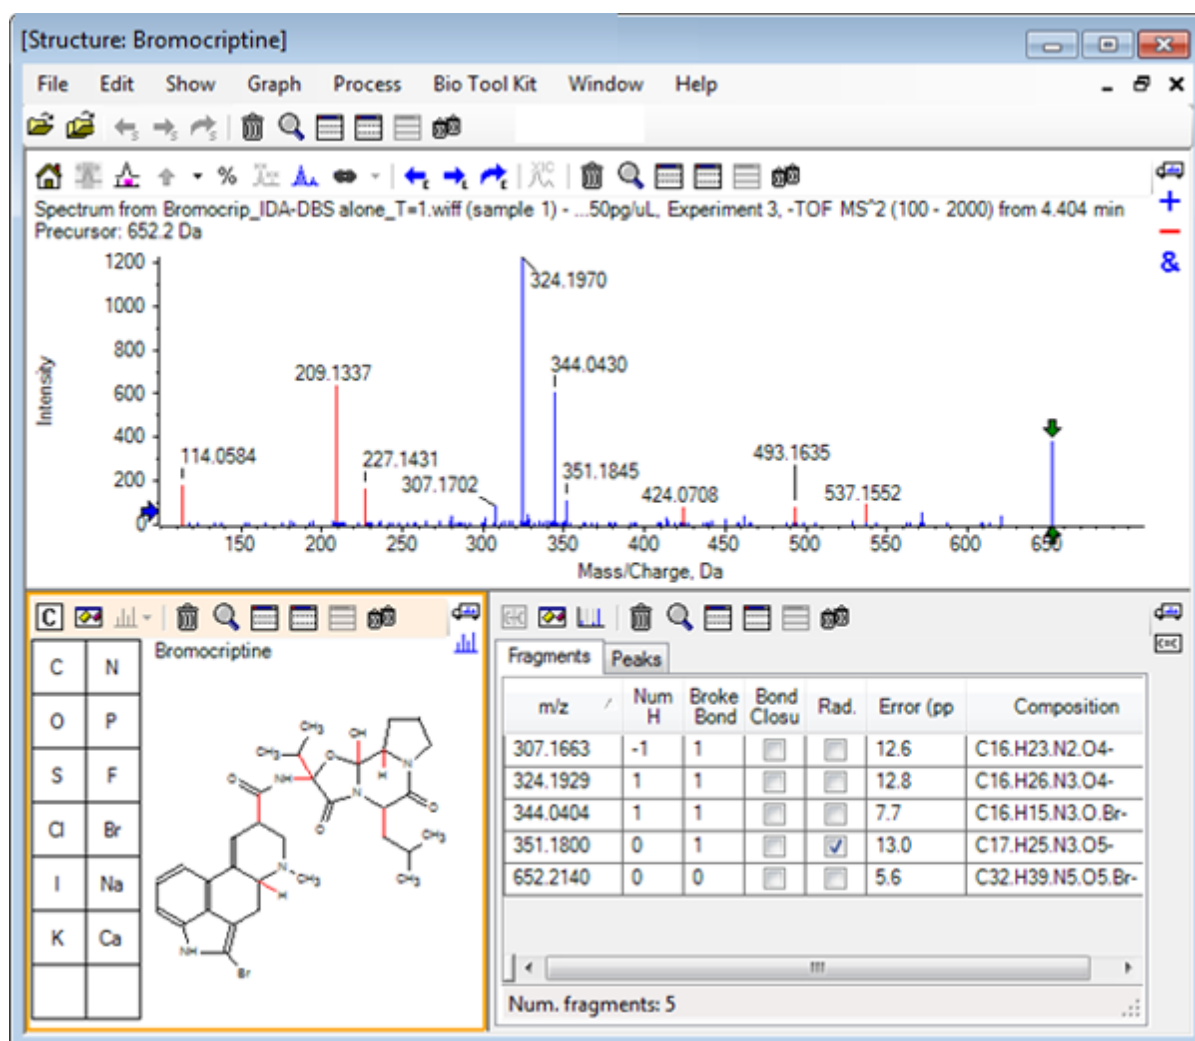 [Structure: Bromocriptine]
File Edit Show Graph Process Bio Tool Kit Window Help
Spectrum from Bromocrip_IDA-DBS alone_T=1.wiff (sample 1) - ...50pg/uL, Experiment 3, -TOF MS^2 (100 - 2000) from 4.404 min
Precursor: 652.2 Da
Intensity
1200
1000
800
600
400
200
0
324.1970
344.0430
209.1337
114.0584
227.1431
307.1702
351.1845
424.0708
493.1635
537.1552
150 200 250 300 350 400 450 500 550 600 650
Mass/Charge, Da
C N
O P
S F
Cl Br
I Na
K Ca
Bromocriptine
CH3
OH
CH3
O
H
N
O
NH
N
O
O
CH3
CH3
N
CH3
H
NH
Br
Fragments Peaks
m/z Num H Broke Bond Bond Closu Rad. Error (pp Composition
307.1663 -1 1 12.6 C16.H23.N2.O4-
324.1929 1 1 12.8 C16.H26.N3.O4-
344.0404 1 1 7.7 C16.H15.N3.O.Br-
351.1800 0 1 13.0 C17.H25.N3.O5-
652.2140 0 0 5.6 C32.H39.N5.O5.Br-
Num. fragments: 5